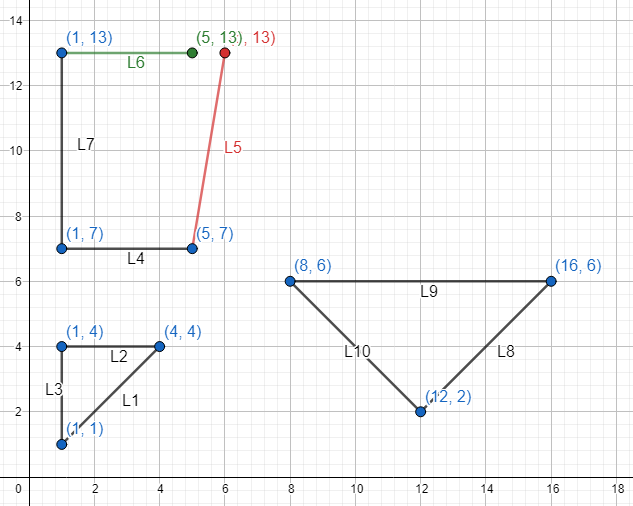 14
(1, 13)
(5, 13), 13)
L6
12
L7
L5
10
8
(1, 7)
(5, 7)
L4
(8, 6)
(16, 6)
6
L9
(1, 4)
(4, 4)
4
L2
L10
L8
L3
L1
(12, 2)
2
(1, 1)
0
2
4
6
8
10
12
14
16
18